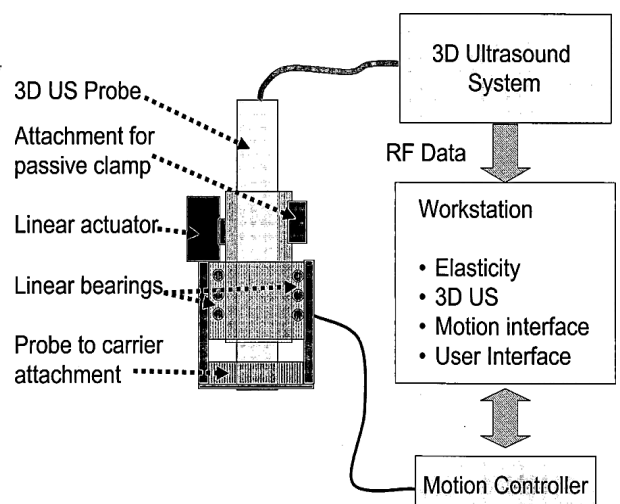 3D US Probe
Attachment for
passive clamp
Linear actuator
Linear bearings
Probe to carrier
attachment
3D Ultrasound
System
RF Data
Workstation
• Elasticity
• 3D US
• Motion interface
• User Interface
Motion Controller